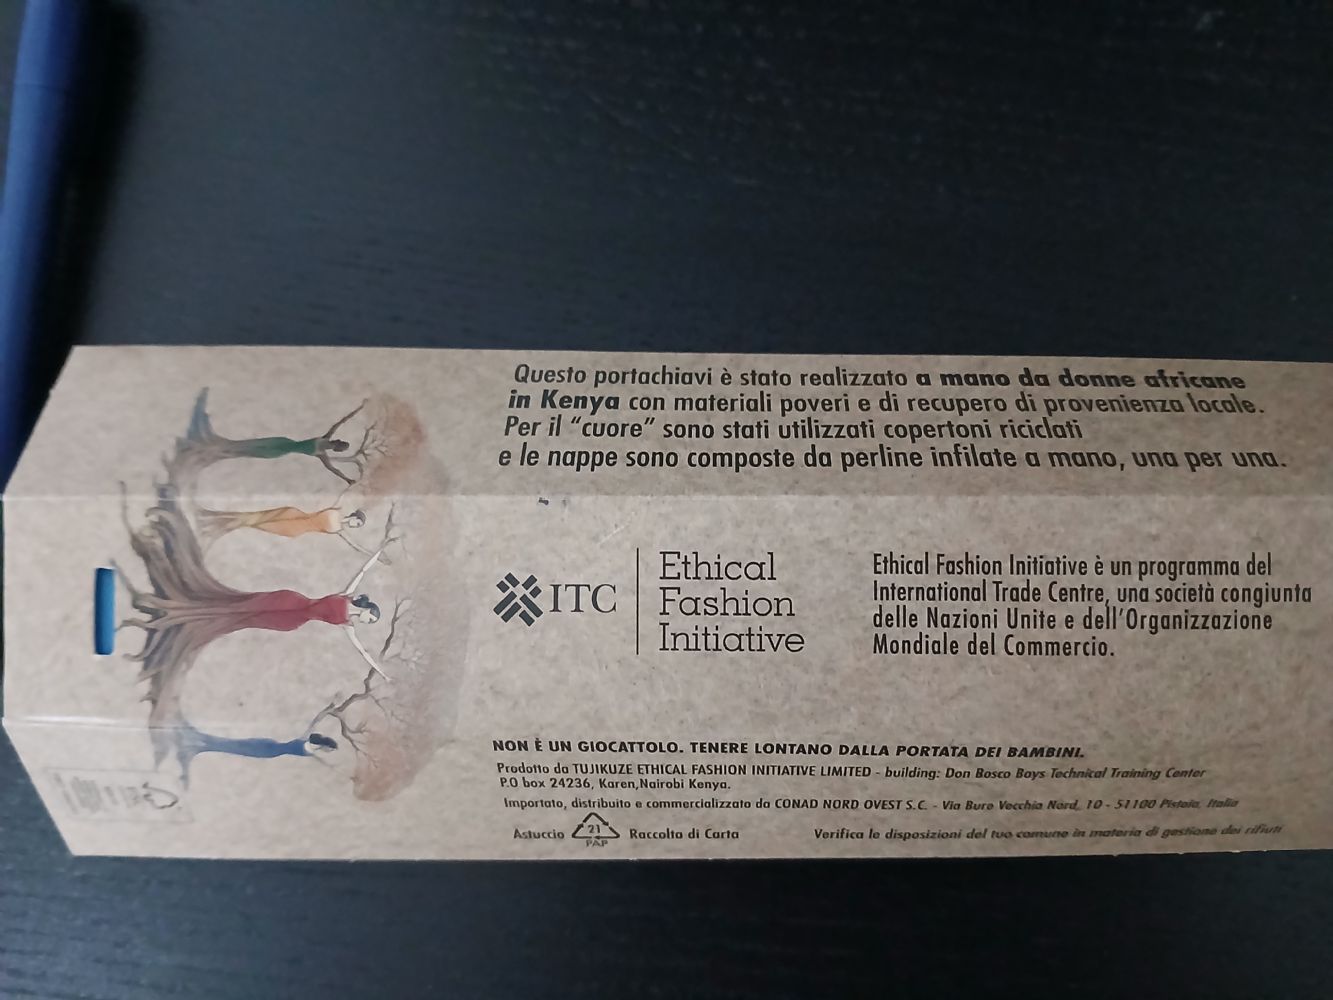 Questo portachiavi è stato realizzato a mano da donne africane
in Kenya con materiali poveri e di recupero di provenienza locale.
Per il “cuore” sono stati utilizzati copertoni riciclati
e le nappe sono composte da perline infilate a mano, una per una.
ITC
Ethical
Fashion
Initiative
Ethical Fashion Initiative è un programma del
International Trade Centre, una società congiunta
delle Nazioni Unite e dell'Organizzazione
Mondiale del Commercio.
NON È UN GIOCATTOLO. TENERE LONTANO DALLA PORTATA DEI BAMBINI.
Prodotto da TUJIKUZE ETHICAL FASHION INITIATIVE LIMITED - building: Don Bosco Boys Technical Training Center
P.O box 24236, Karen,Nairobi Kenya.
Importato, distribuito e commercializzato da CONAD NORD OVEST S.C. - Via Bure Vecchia Nord, 10 - 51100 Pistoia, Italia
Astuccio 21 PAP Raccolta di Carta
Verifica le disposizioni del tuo comune in materia di gestione dei rifiuti